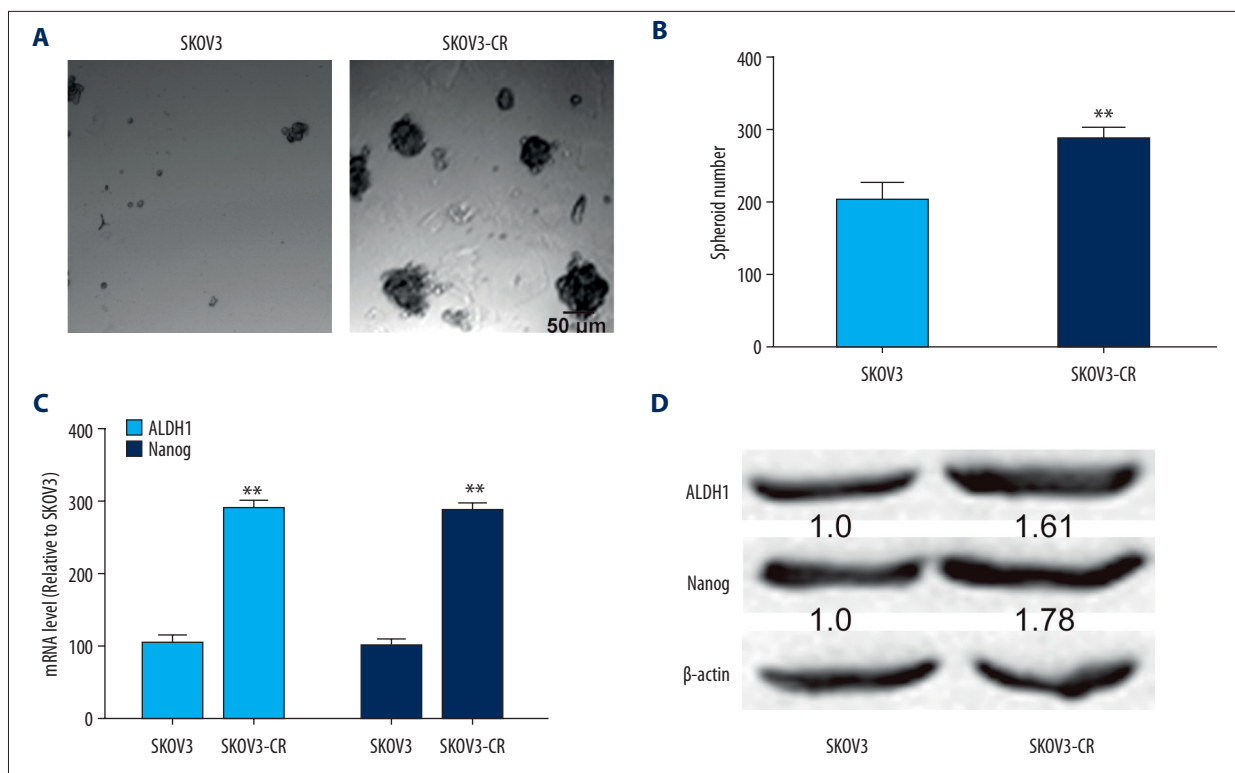 A
SKOV3
SKOV3-CR
50 µm
B
400
300
200
100
0
Spheroid number
**
SKOV3
SKOV3-CR
C
ALDH1
Nanog
400
300
200
100
0
mRNA level (Relative to SKOV3)
**
**
SKOV3
SKOV3-CR
SKOV3
SKOV3-CR
D
ALDH1
1.0
1.61
Nanog
1.0
1.78
β-actin
SKOV3
SKOV3-CR